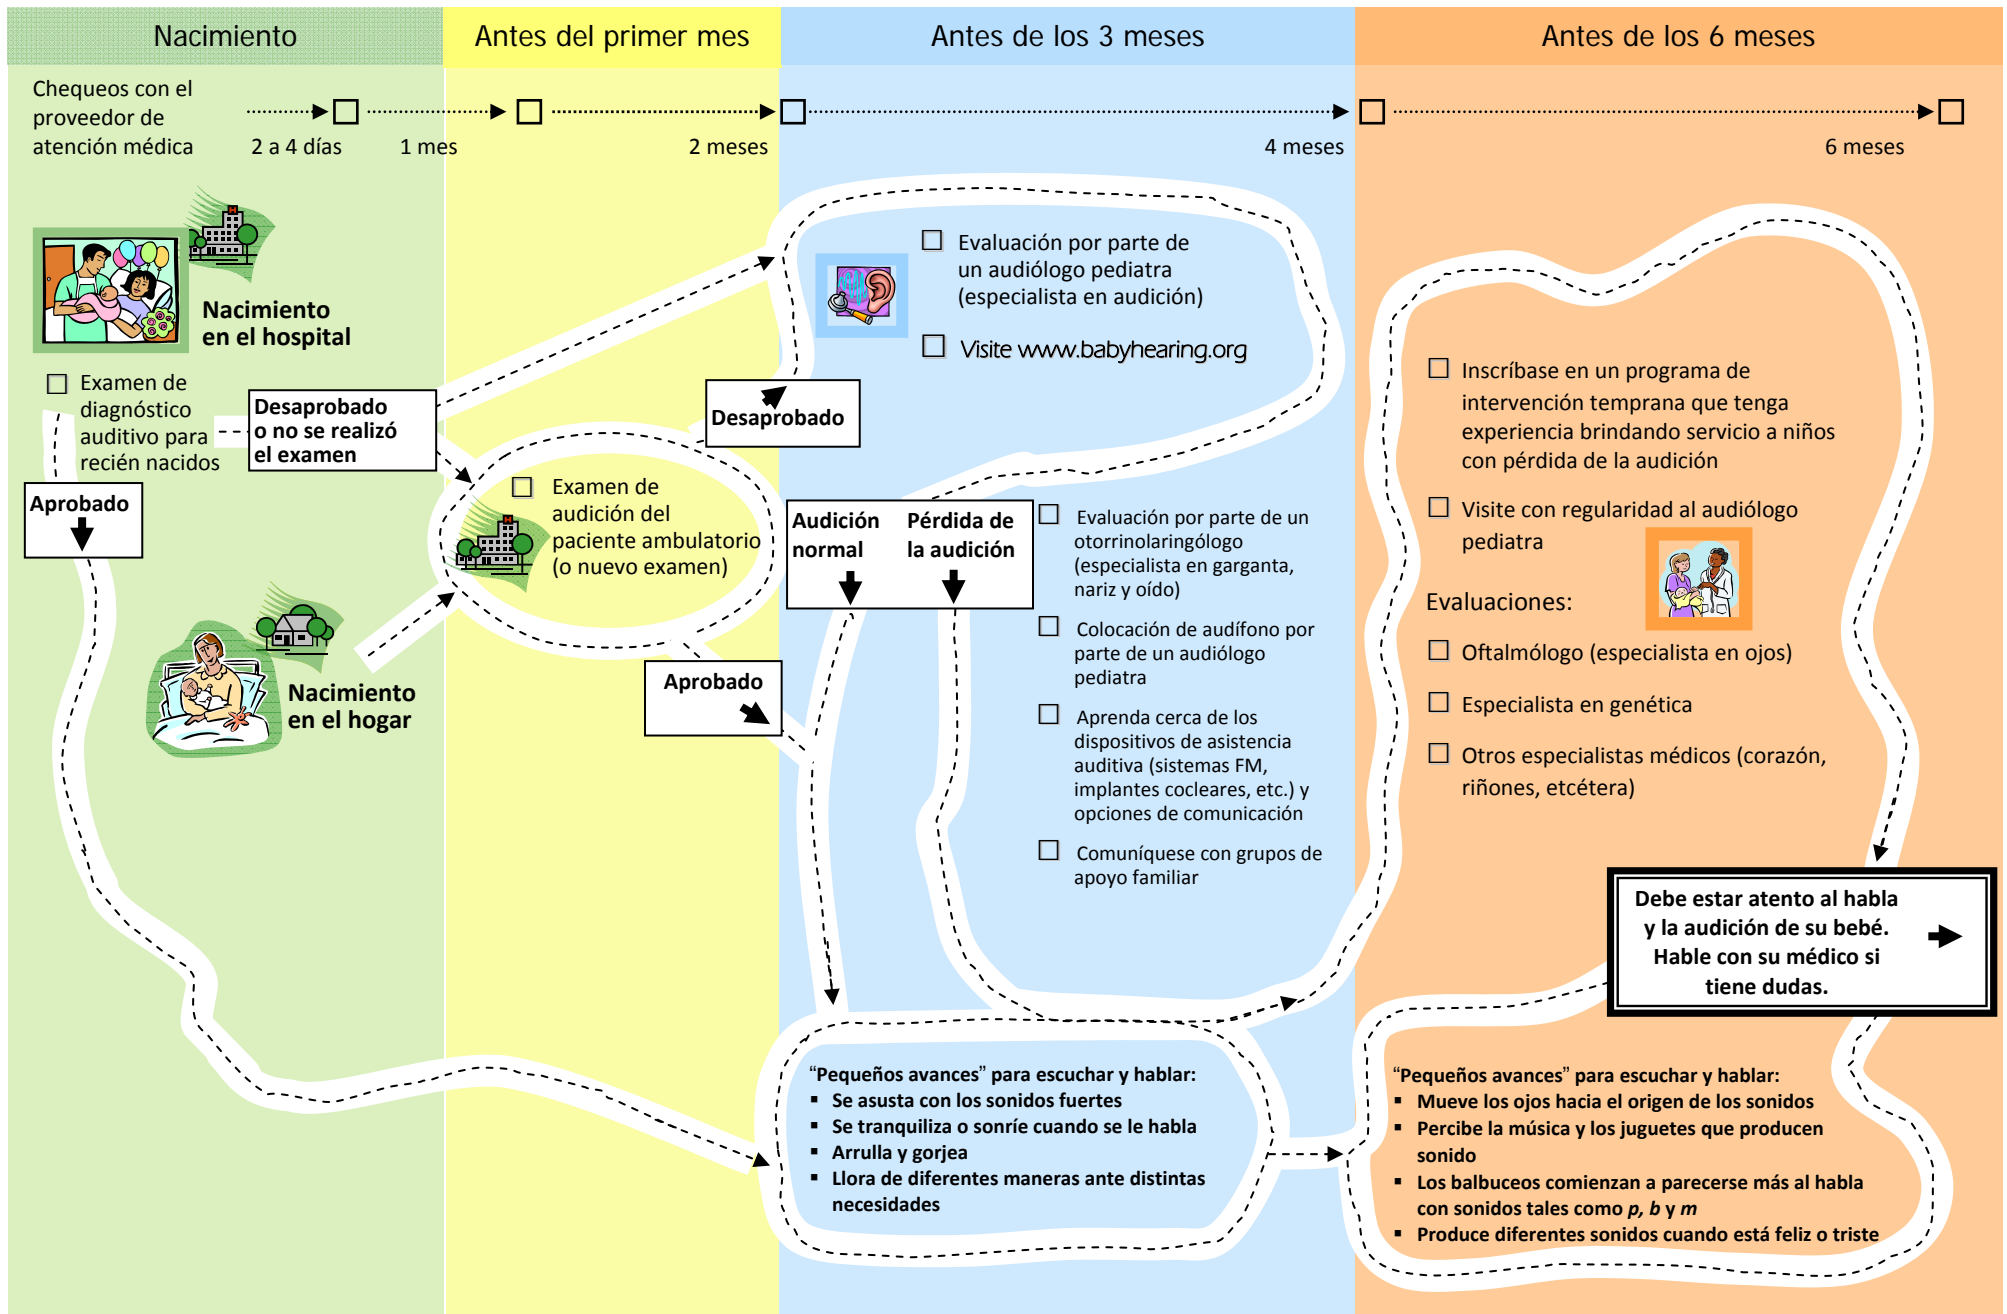 Nacimiento
Antes del primer mes
Antes de los 3 meses
Antes de los 6 meses
Chequeos con el
proveedor de
atención médica
2 a 4 días
1 mes
2 meses
4 meses
6 meses
Nacimiento
en el hospital
Examen de
diagnóstico
auditivo para
recién nacidos
Desaprobado
o no se realizó
el examen
Aprobado
Nacimiento
en el hogar
Examen de
audición del
paciente ambulatorio
(o nuevo examen)
Desaprobado
Aprobado
Evaluación por parte de
un audiólogo pediatra
(especialista en audición)
Visite www.babyhearing.org
Audición
normal
Pérdida de
la audición
Evaluación por parte de un
otorrinolaringólogo
(especialista en garganta,
nariz y oído)
Colocación de audífono por
parte de un audiólogo
pediatra
Aprenda cerca de los
dispositivos de asistencia
auditiva (sistemas FM,
implantes cocleares, etc.) y
opciones de comunicación
Comuníquese con grupos de
apoyo familiar
"Pequeños avances" para escuchar y hablar:
▪ Se asusta con los sonidos fuertes
▪ Se tranquiliza o sonríe cuando se le habla
▪ Arrulla y gorjea
▪ Llora de diferentes maneras ante distintas
necesidades
Inscríbase en un programa de
intervención temprana que tenga
experiencia brindando servicio a niños
con pérdida de la audición
Visite con regularidad al audiólogo
pediatra
Evaluaciones:
Oftalmólogo (especialista en ojos)
Especialista en genética
Otros especialistas médicos (corazón,
riñones, etcétera)
Debe estar atento al habla
y la audición de su bebé.
Hable con su médico si
tiene dudas.
"Pequeños avances" para escuchar y hablar:
▪ Mueve los ojos hacia el origen de los sonidos
▪ Percibe la música y los juguetes que producen
sonido
▪ Los balbuceos comienzan a parecerse más al habla
con sonidos tales como p, b y m
▪ Produce diferentes sonidos cuando está feliz o triste